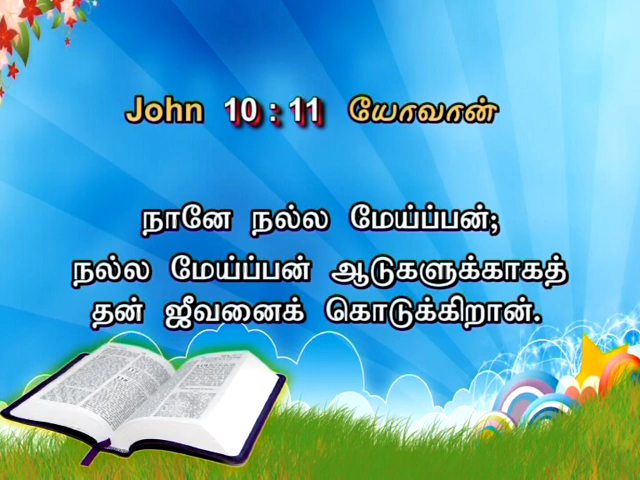 John 10 : 11 யோவான்
நானே நல்ல மேய்ப்பன்;
நல்ல மேய்ப்பன் ஆடுகளுக்காகத்
தன் ஜீவனைக் கொடுக்கிறான்.